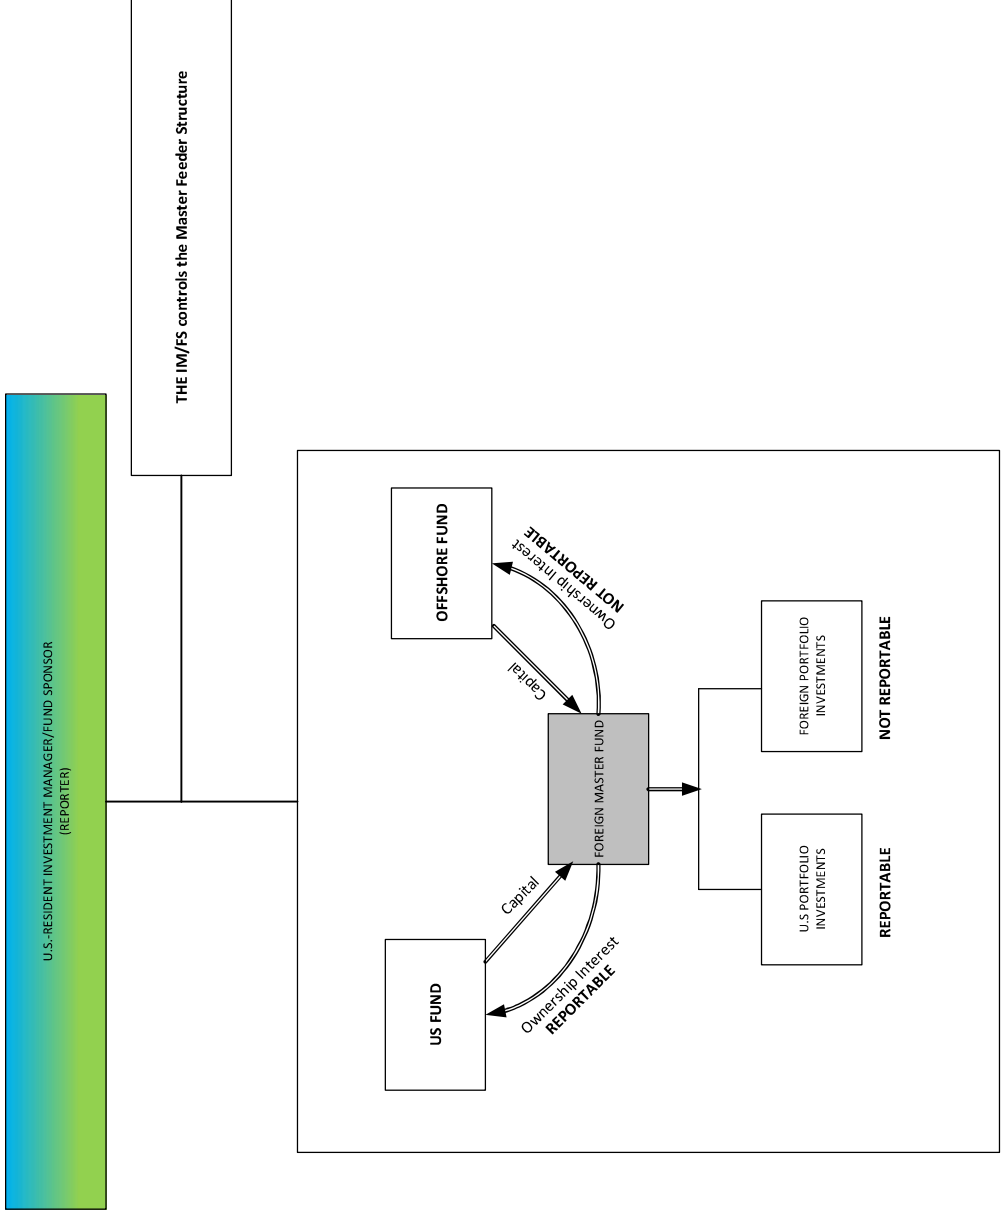 U.S.-RESIDENT INVESTMENT MANAGER/FUND SPONSOR
(REPORTER)
THE IM/FS controls the Master Feeder Structure
US FUND
OFFSHORE FUND
Capital
Capital
Ownership Interest
REPORTABLE
Ownership Interest
NOT REPORTABLE
FOREIGN MASTER FUND
U.S PORTFOLIO
INVESTMENTS
FOREIGN PORTFOLIO
INVESTMENTS
REPORTABLE
NOT REPORTABLE